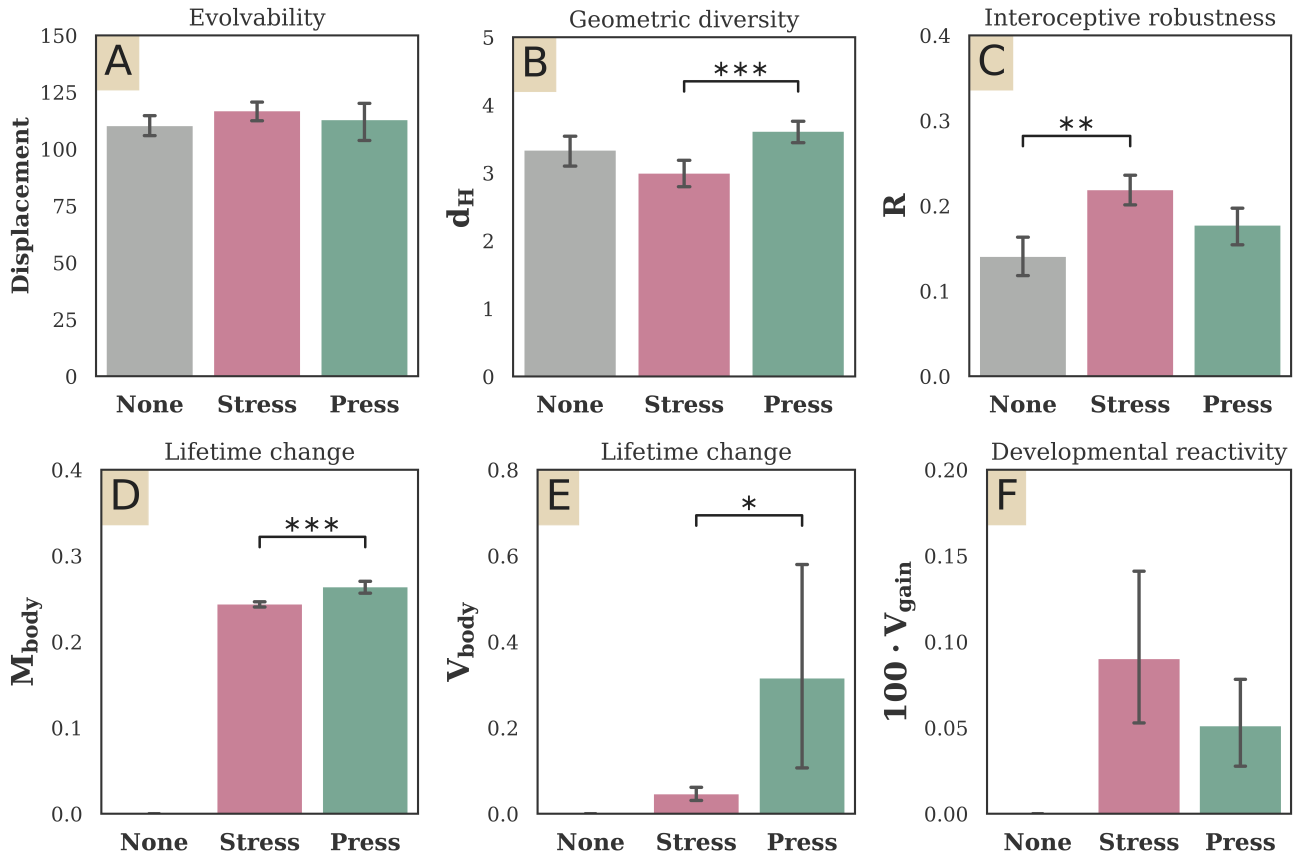 Evolvability
A
Displacement
150
125
100
75
50
25
0
None Stress Press
Geometric diversity
B
***
d_H
5
4
3
2
1
0
None Stress Press
Interoceptive robustness
C
**
R
0.4
0.3
0.2
0.1
0.0
None Stress Press
Lifetime change
D
***
M_body
0.4
0.3
0.2
0.1
0.0
None Stress Press
Lifetime change
E
*
V_body
0.8
0.6
0.4
0.2
0.0
None Stress Press
Developmental reactivity
F
100 · V_gain
0.20
0.15
0.10
0.05
0.00
None Stress Press